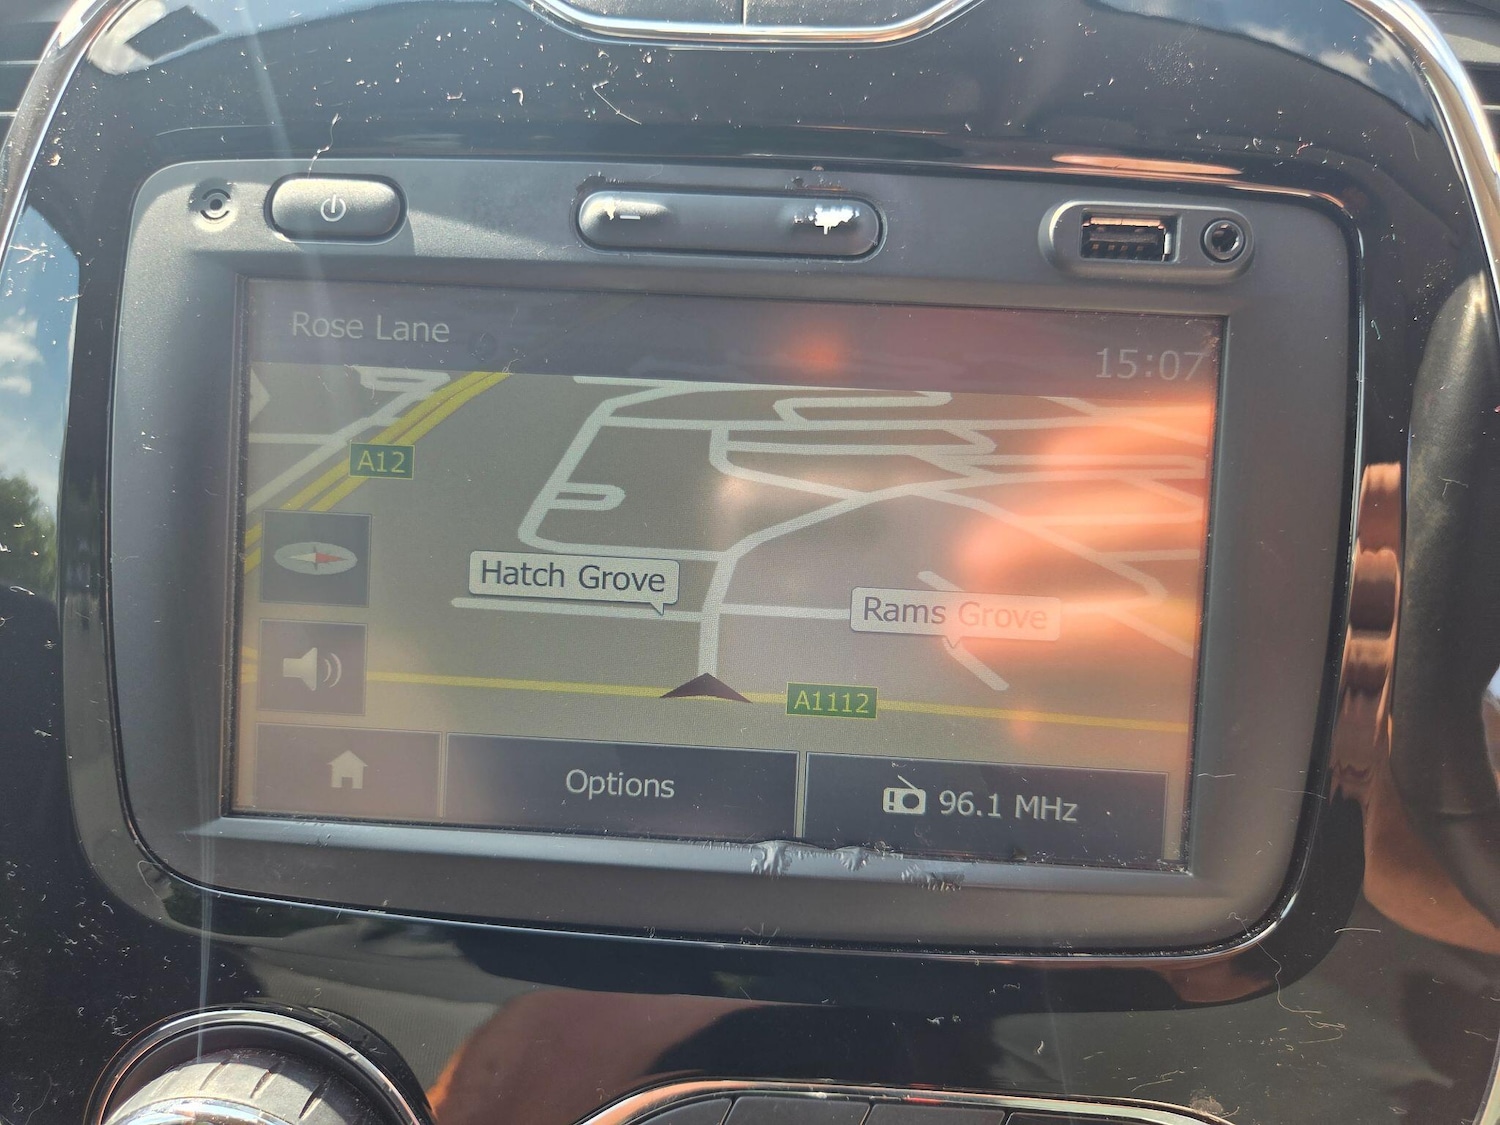 Rose Lane
15:07
A12
Hatch Grove
Rams Grove
A1112
Options
96.1 MHz